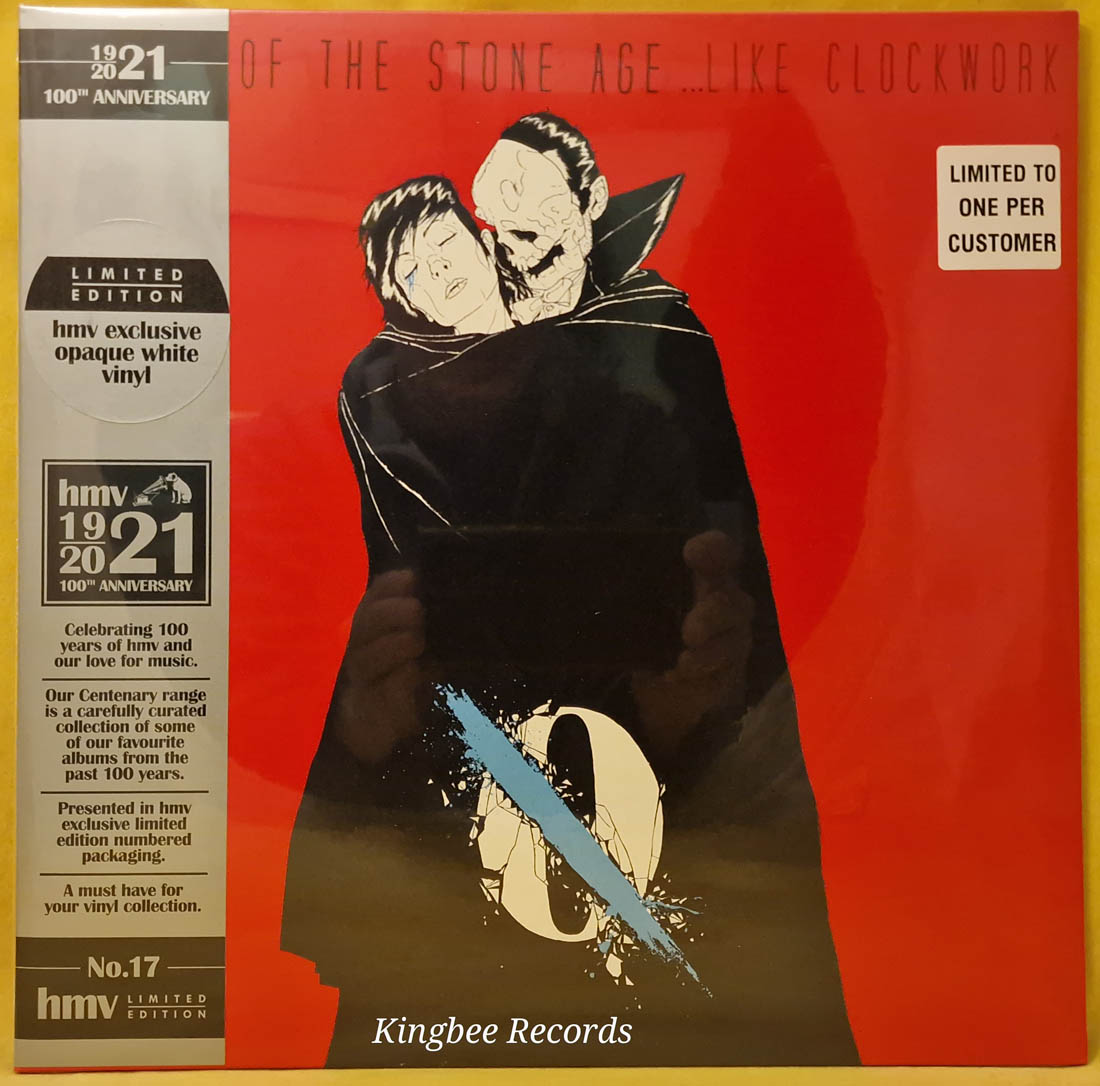 19
20 21
100TH ANNIVERSARY
OF THE STONE AGE ...LIKE CLOCKWORK
LIMITED TO
ONE PER
CUSTOMER
LIMITED
EDITION
hmv exclusive
opaque white
vinyl
hmv
19
20 21
100TH ANNIVERSARY
Celebrating 100
years of hmv and
our love for music.
Our Centenary range
is a carefully curated
collection of some
of our favourite
albums from the
past 100 years.
Presented in hmv
exclusive limited
edition numbered
packaging.
A must have for
your vinyl collection.
No.17
hmv LIMITED
EDITION
Kingbee Records